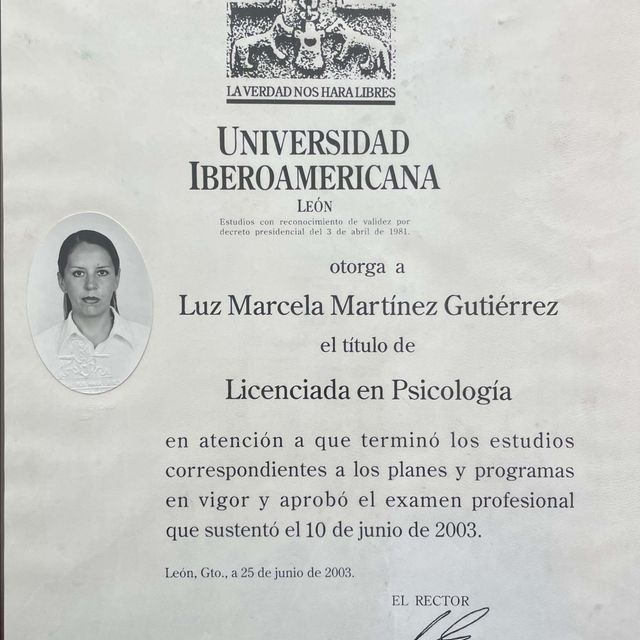 LA VERDAD NOS HARA LIBRES
UNIVERSIDAD
IBEROAMERICANA
LEÓN
Estudios con reconocimiento de validez por
decreto presidencial del 3 de abril de 1981.
otorga a
Luz Marcela Martínez Gutiérrez
el título de
Licenciada en Psicología
en atención a que terminó los estudios
correspondientes a los planes y programas
en vigor y aprobó el examen profesional
que sustentó el 10 de junio de 2003.
León, Gto., a 25 de junio de 2003.
EL RECTOR